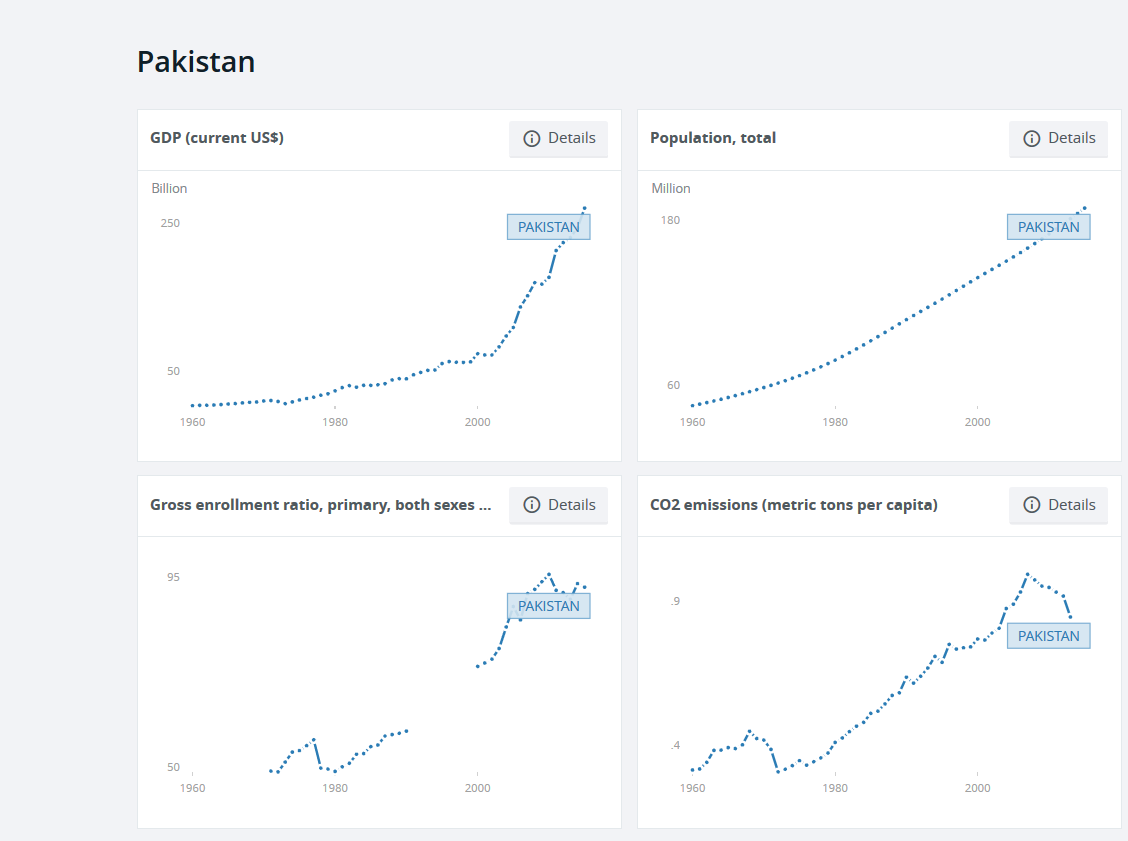 Pakistan
GDP (current US$)
Details
Billion
250
PAKISTAN
50
1960
1980
2000
Population, total
Details
Million
180
PAKISTAN
60
1960
1980
2000
Gross enrollment ratio, primary, both sexes ...
Details
95
PAKISTAN
50
1960
1980
2000
CO2 emissions (metric tons per capita)
Details
.9
PAKISTAN
.4
1960
1980
2000